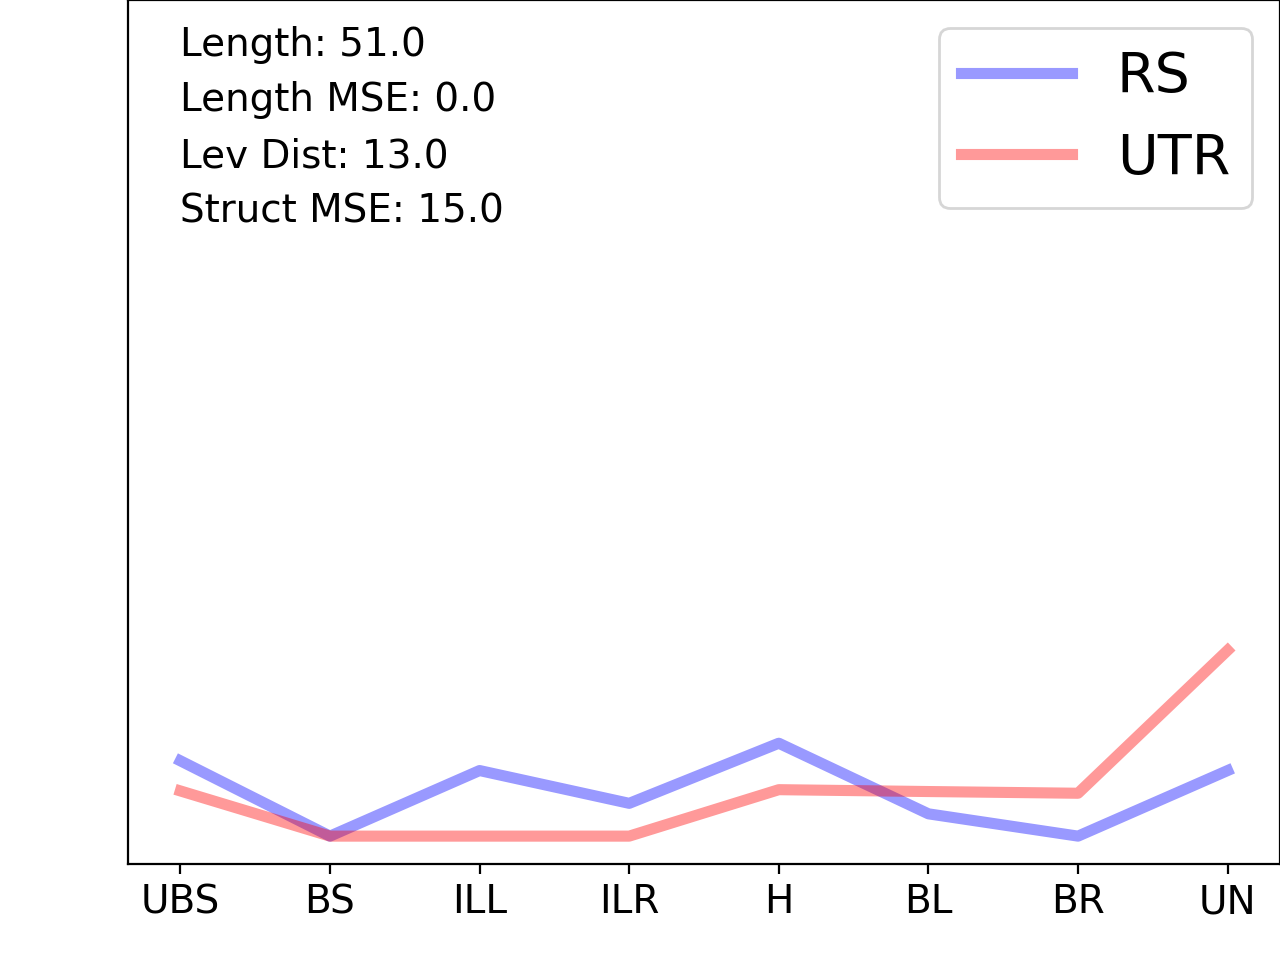 Length: 51.0
Length MSE: 0.0
Lev Dist: 13.0
Struct MSE: 15.0
RS
UTR
UBS BS ILL ILR H BL BR UN